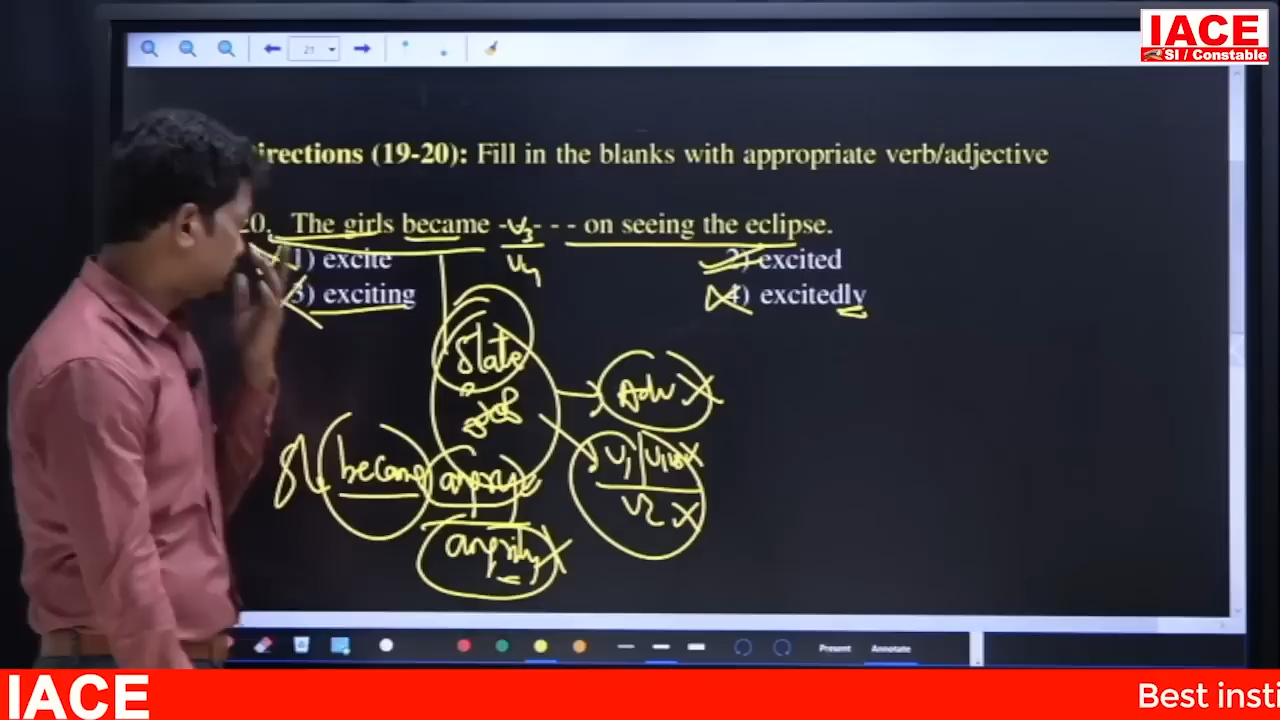 IACE
SI / Constable
21
irections (19-20): Fill in the blanks with appropriate verb/adjective
20. The girls became -V3- - - on seeing the eclipse.
V4
1) excite 2) excited
3) exciting 4) excitedly
State
Adv X
became angry
V1
V2 X
angrily X
Present Annotate
IACE Best insti